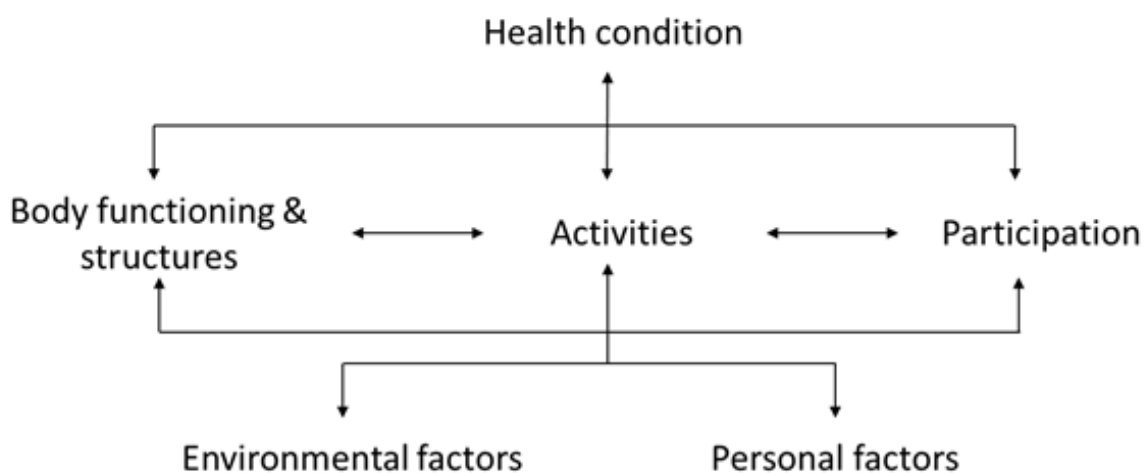 Health condition
Body functioning &
structures
Activities
Participation
Environmental factors
Personal factors